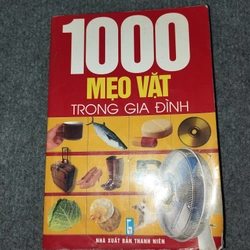 1000
MẸO VẶT
TRONG GIA ĐÌNH
NHÀ XUẤT BẢN THANH NIÊN